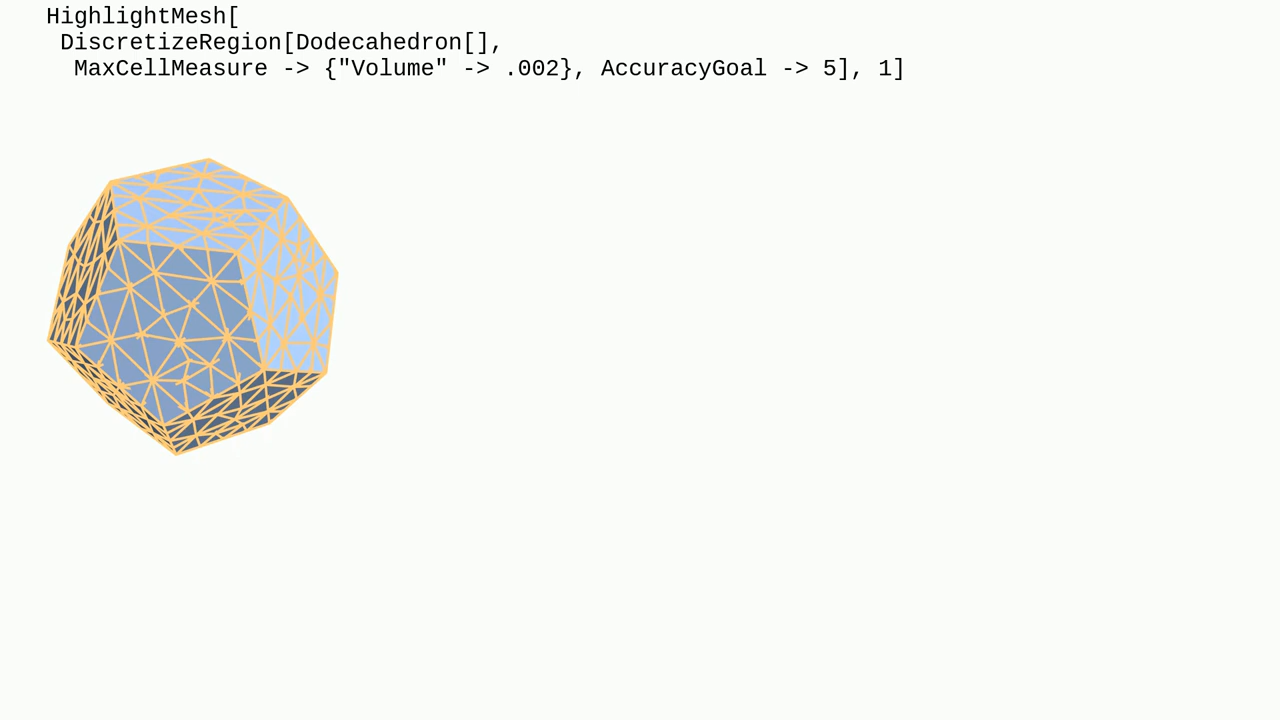 HighlightMesh[
DiscretizeRegion[Dodecahedron[],
MaxCellMeasure -> {"Volume" -> .002}, AccuracyGoal -> 5], 1]